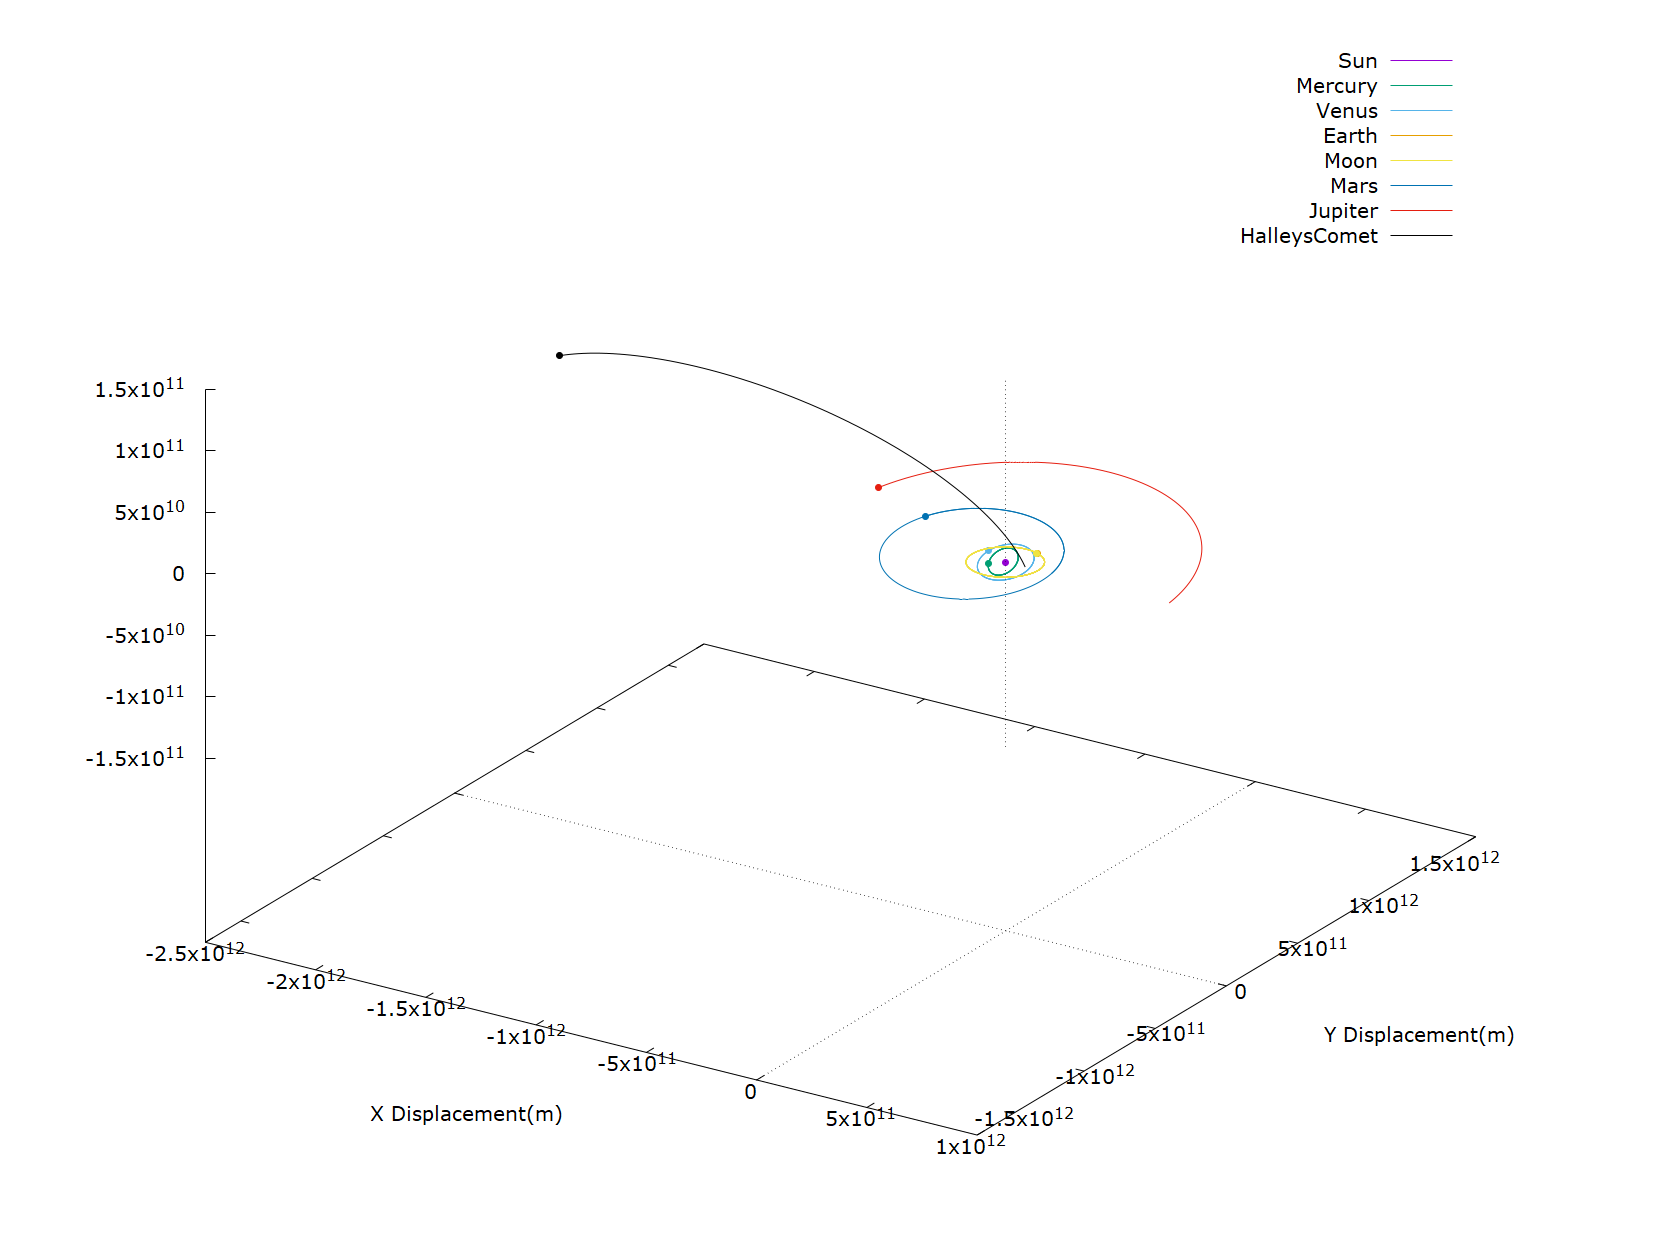 Sun
Mercury
Venus
Earth
Moon
Mars
Jupiter
HalleysComet
1.5x10^11
1x10^11
5x10^10
0
-5x10^10
-1x10^11
-1.5x10^11
-2.5x10^12
-2x10^12
-1.5x10^12
-1x10^12
-5x10^11
0
5x10^11
1x10^12
X Displacement(m)
1.5x10^12
1x10^12
5x10^11
0
-5x10^11
-1x10^12
-1.5x10^12
Y Displacement(m)